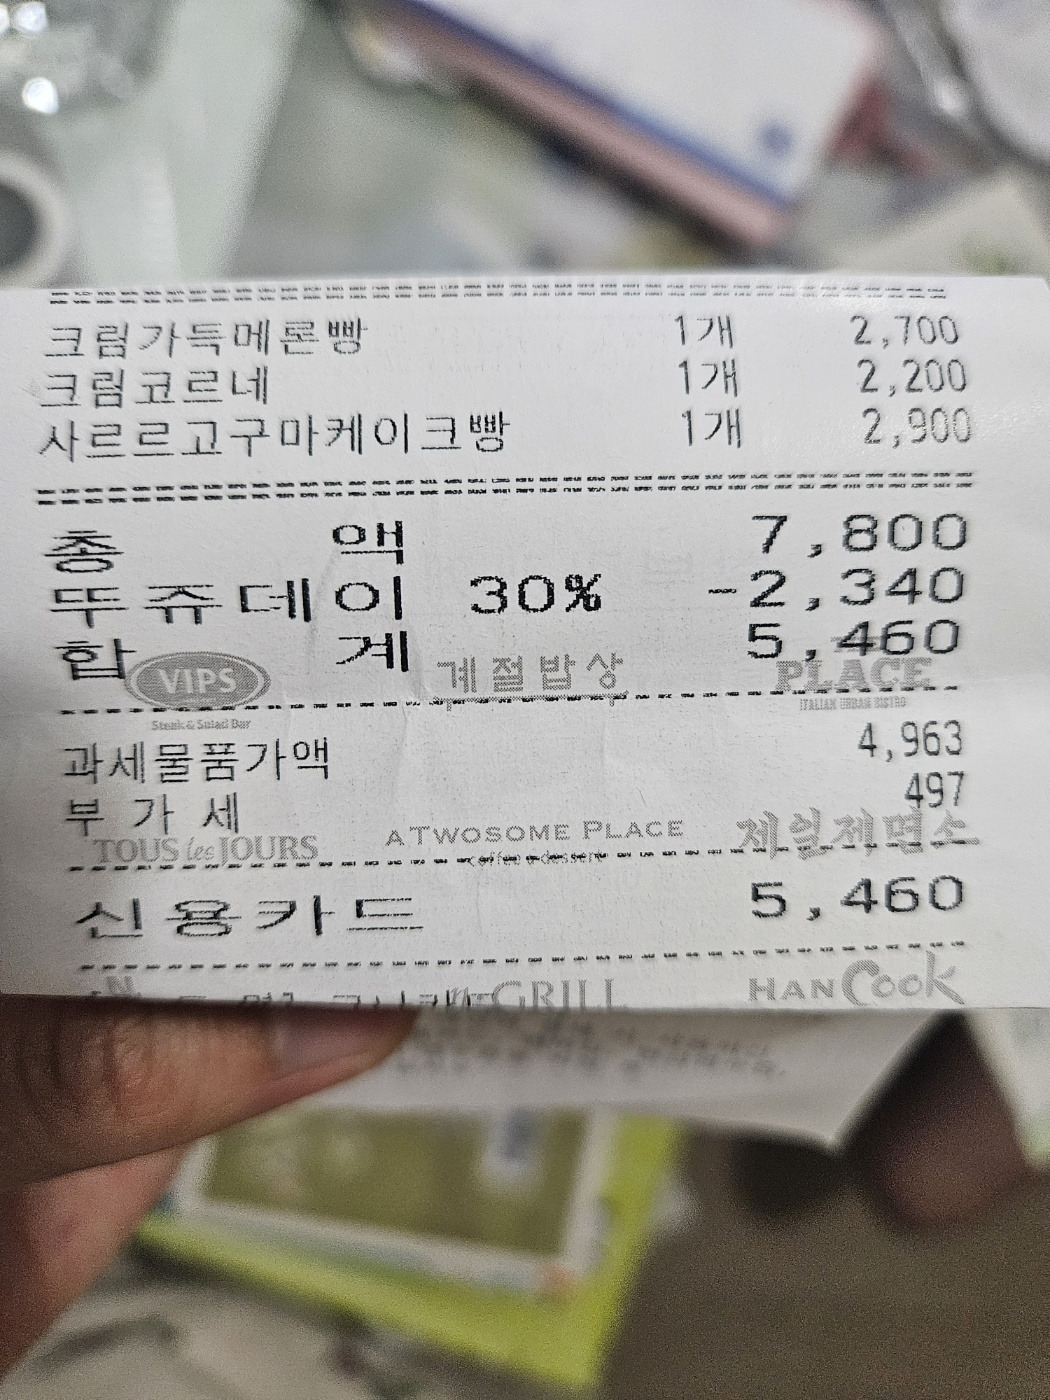 크림가득메론빵 1개 2,700
크림코르네 1개 2,200
사르르고구마케이크빵 1개 2,900
총 액 7,800
뚜쥬데이 30% -2,340
합 계 5,460
VIPS 계절밥상 PLACE
Steak & Salad Bar ITALIAN URBAN BISTRO
과세물품가액 4,963
부 가 세 497
TOUS les JOURS A TWOSOME PLACE 제일제면소
coffee dessert
신용카드 5,460
GRILL HANCook